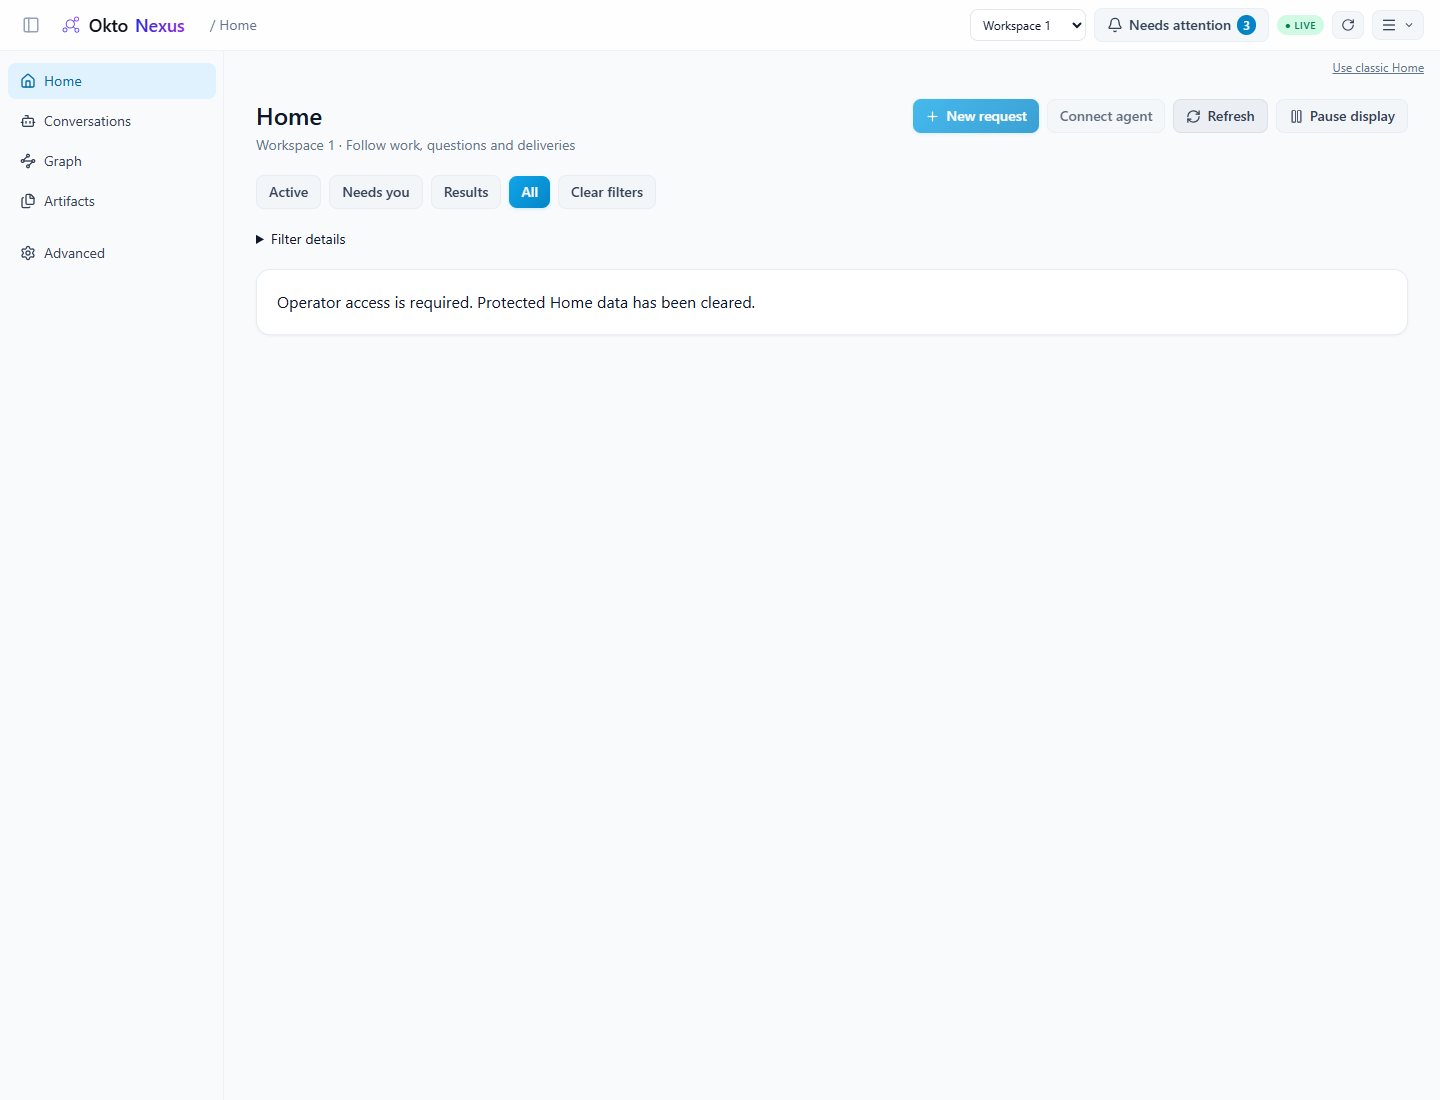 Okto Nexus / Home Workspace 1 Needs attention 3 LIVE
Use classic Home
Home
Conversations
Graph
Artifacts
Advanced
Home
New request Connect agent Refresh Pause display
Workspace 1 · Follow work, questions and deliveries
Active Needs you Results All Clear filters
Filter details
Operator access is required. Protected Home data has been cleared.